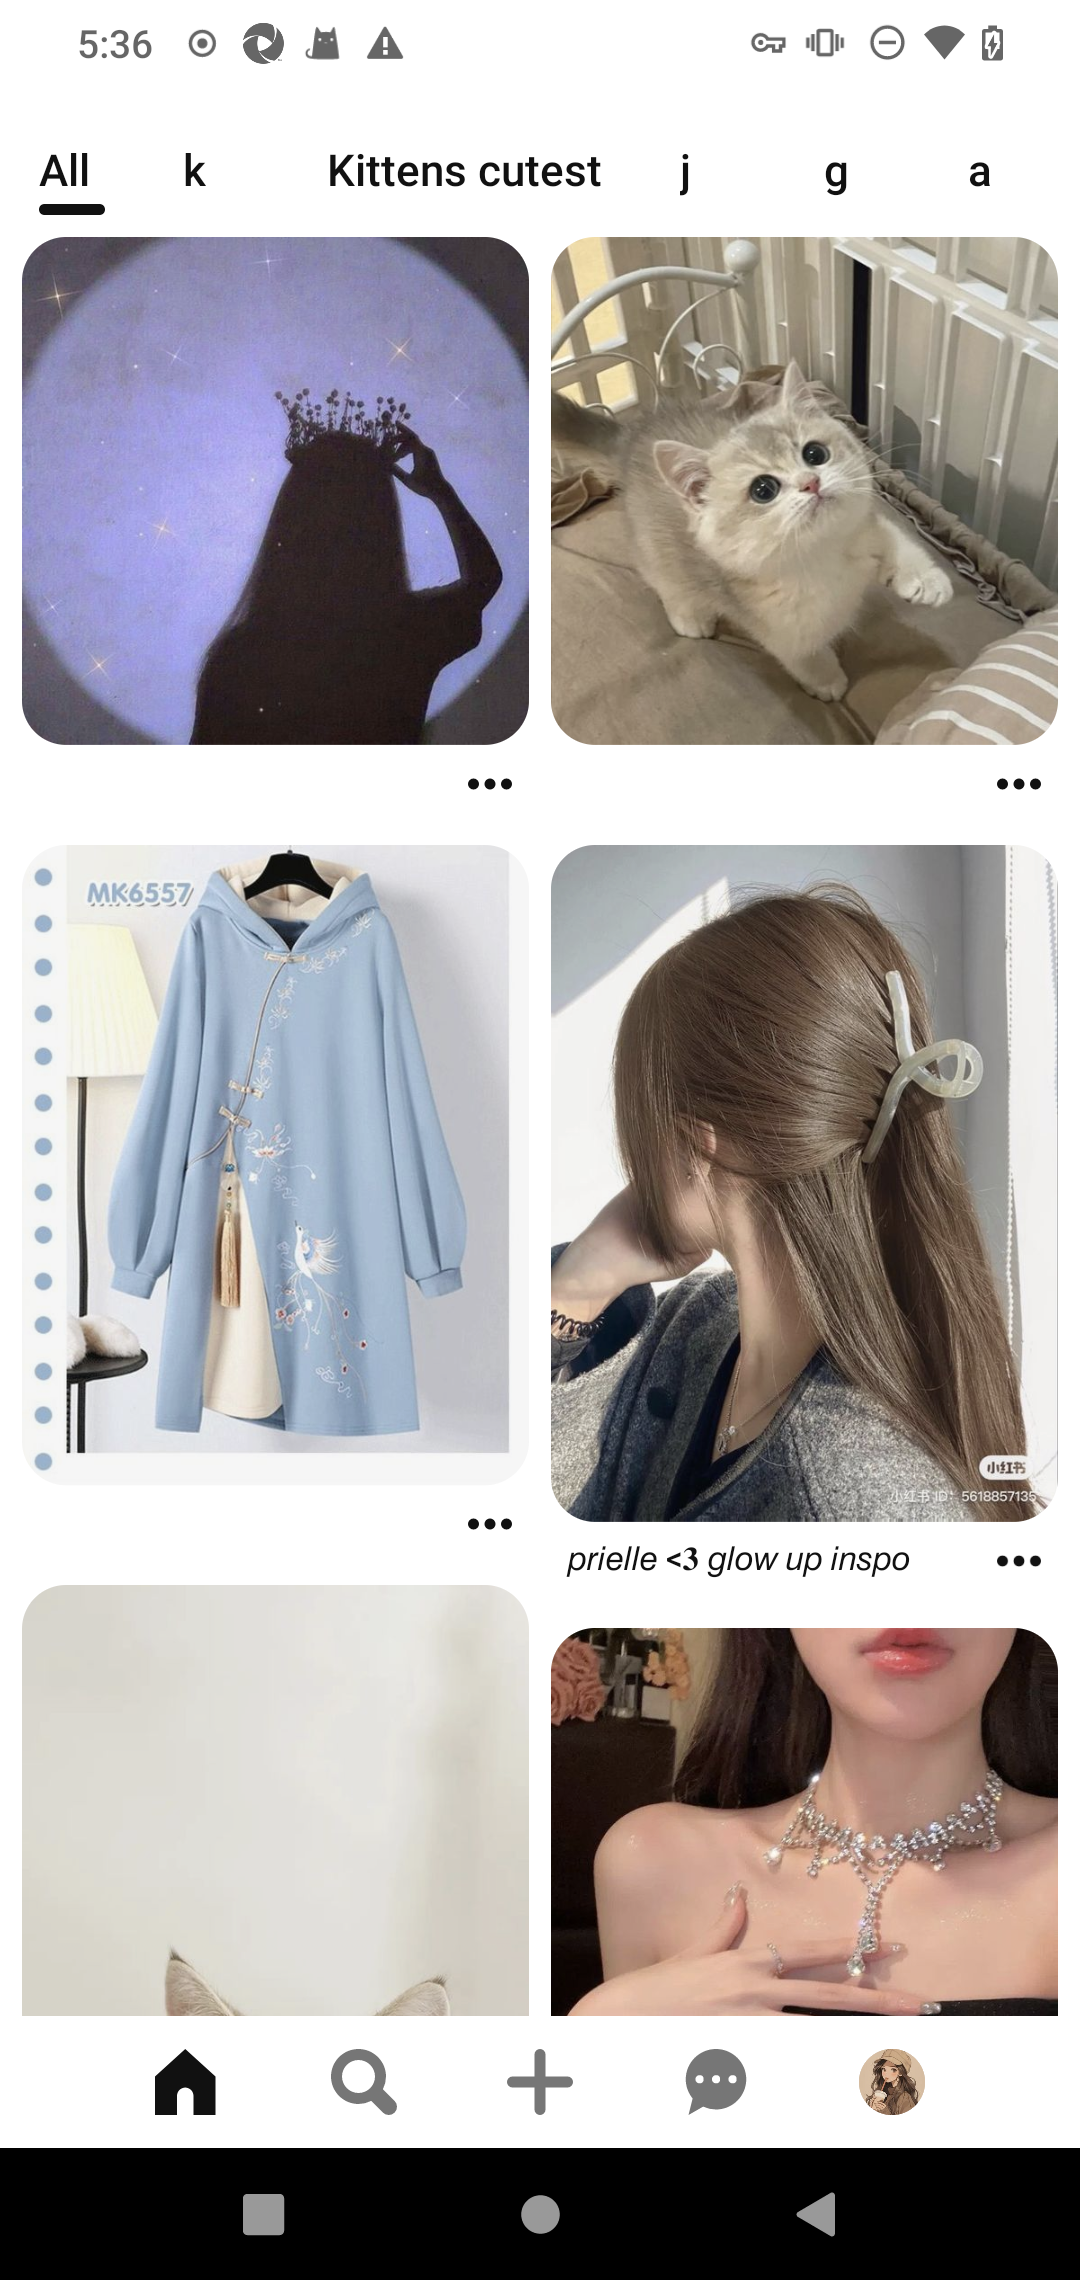 5:36
All k Kittens cutest j g a
MK6557
小红书
小红书 ID: 5618857135
prielle <3 glow up inspo